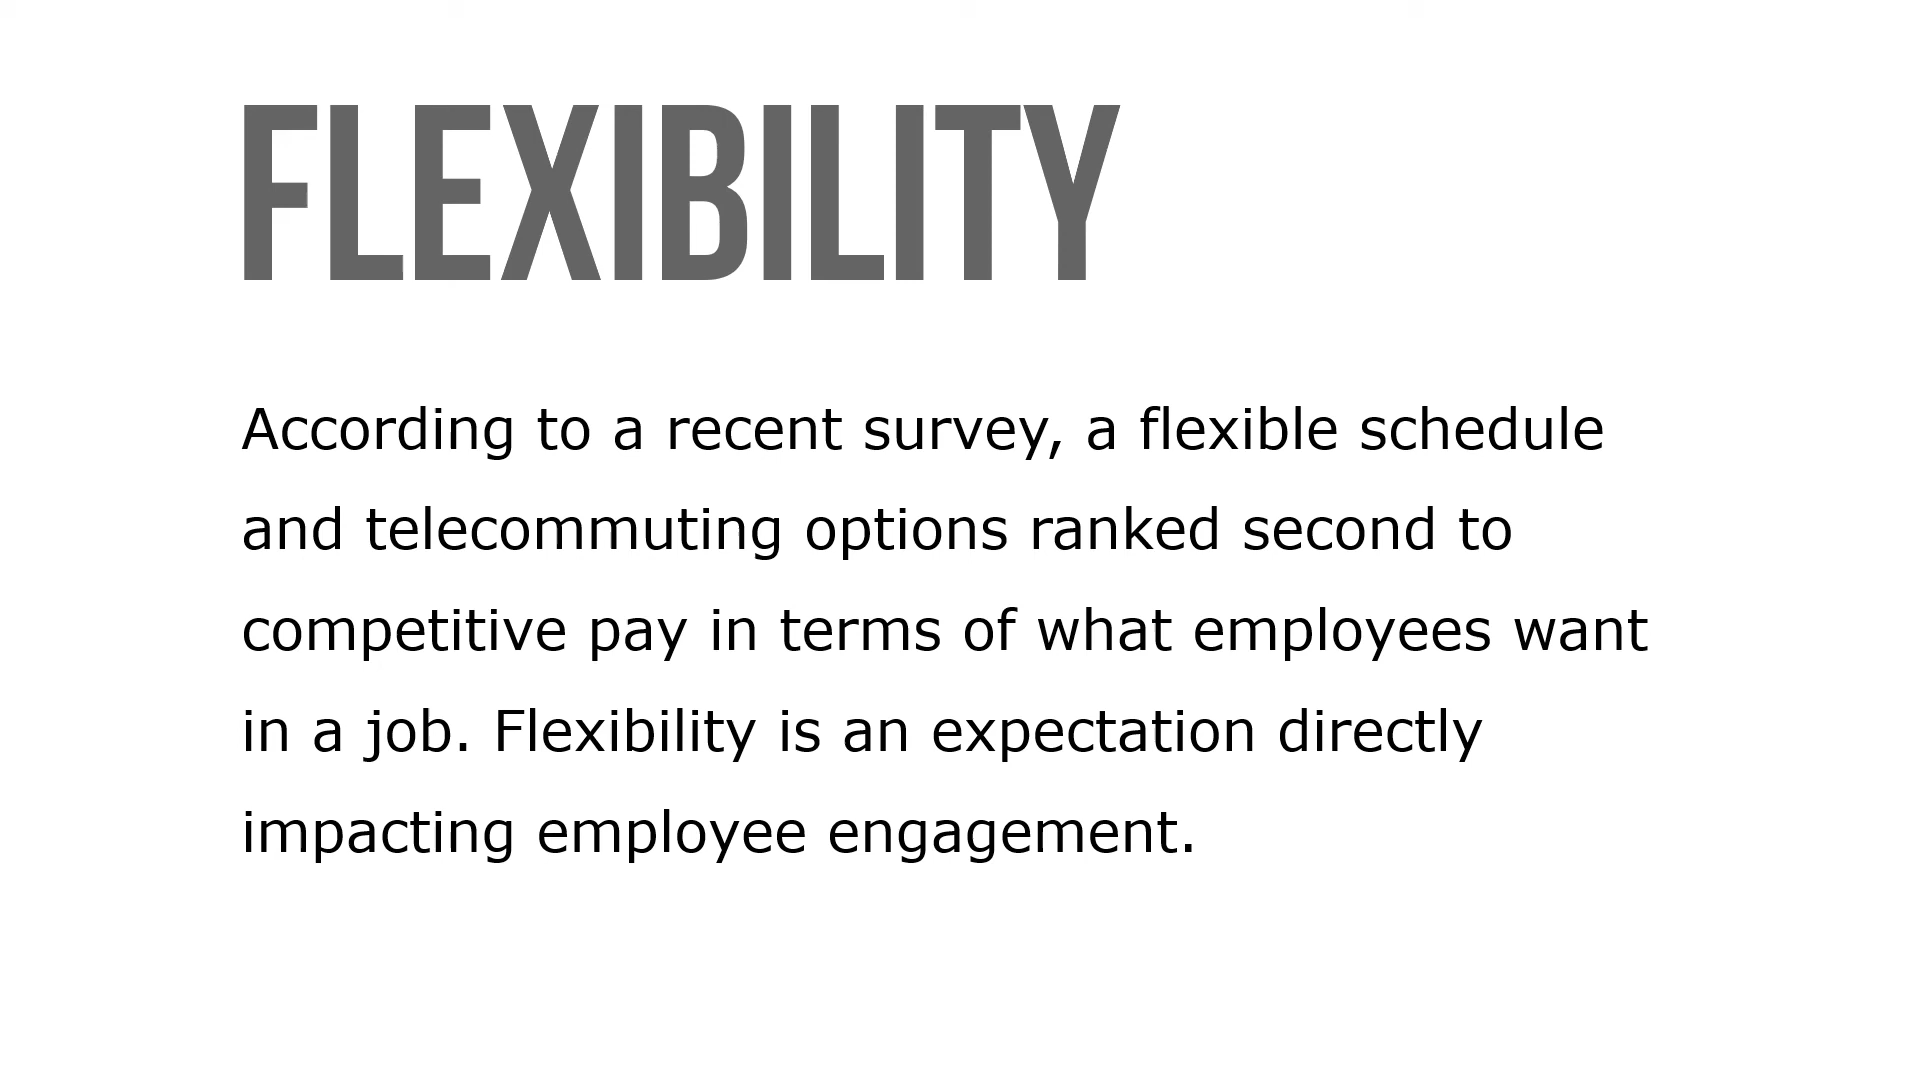 FLEXIBILITY
According to a recent survey, a flexible schedule
and telecommuting options ranked second to
competitive pay in terms of what employees want
in a job. Flexibility is an expectation directly
impacting employee engagement.